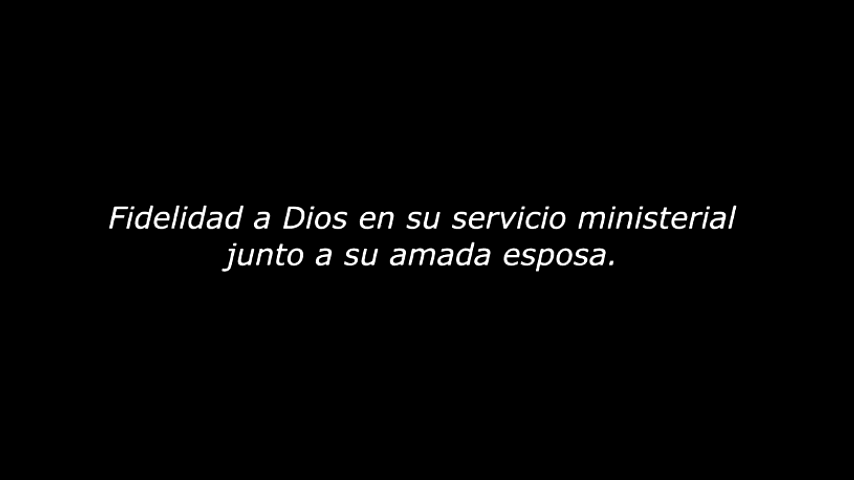 Fidelidad a Dios en su servicio ministerial
junto a su amada esposa.